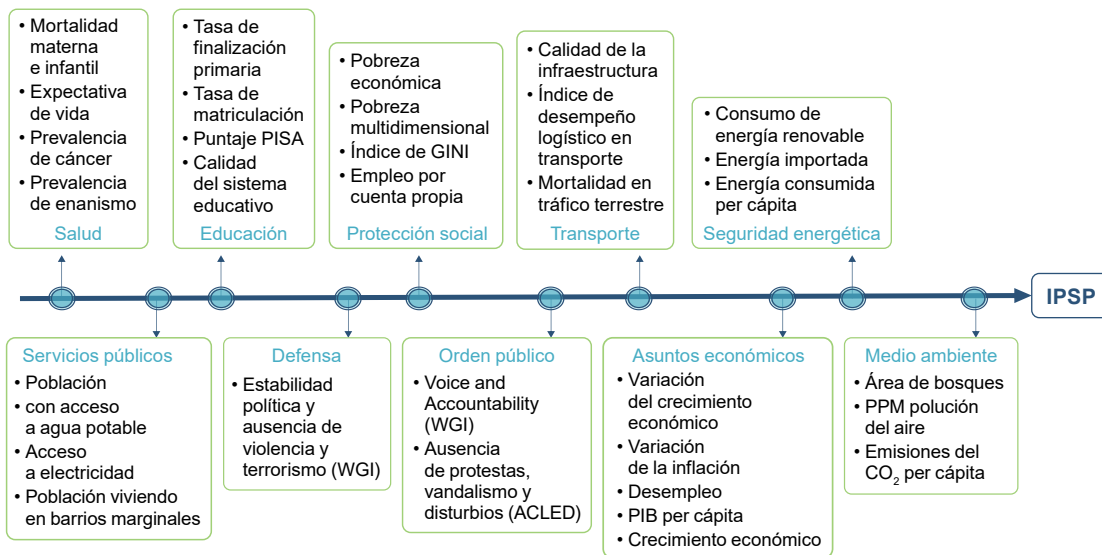 • Mortalidad
materna
e infantil
• Expectativa
de vida
• Prevalencia
de cáncer
• Prevalencia
de enanismo
Salud
• Tasa de
finalización
primaria
• Tasa de
matriculación
• Puntaje PISA
• Calidad
del sistema
educativo
Educación
• Pobreza
económica
• Pobreza
multidimensional
• Índice de GINI
• Empleo por
cuenta propia
Protección social
• Calidad de la
infraestructura
• Índice de
desempeño
logístico en
transporte
• Mortalidad en
tráfico terrestre
Transporte
• Consumo de
energía renovable
• Energía importada
• Energía consumida
per cápita
Seguridad energética
IPSP
Servicios públicos
• Población
• con acceso
a agua potable
• Acceso
a electricidad
• Población viviendo
en barrios marginales
Defensa
• Estabilidad
política y
ausencia de
violencia y
terrorismo (WGI)
Orden público
• Voice and
Accountability
(WGI)
• Ausencia
de protestas,
vandalismo y
disturbios (ACLED)
Asuntos económicos
• Variación
del crecimiento
económico
• Variación
de la inflación
• Desempleo
• PIB per cápita
• Crecimiento económico
Medio ambiente
• Área de bosques
• PPM polución
del aire
• Emisiones del
CO₂ per cápita